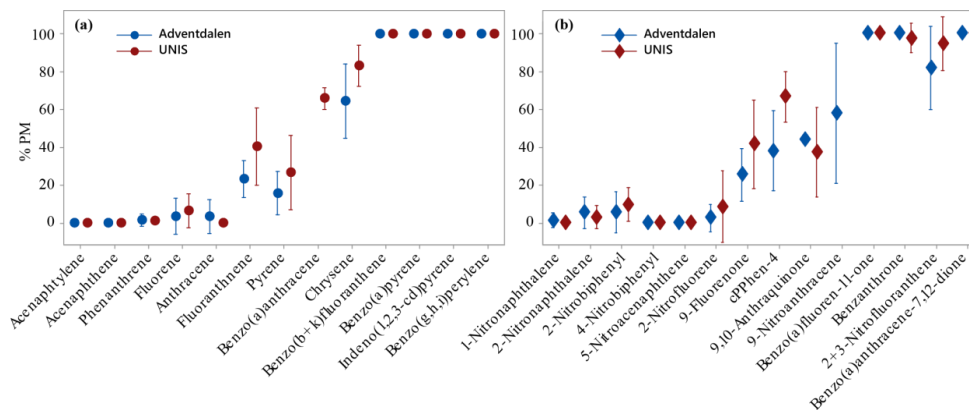 (a)
Adventdalen
UNIS
% PM
100
80
60
40
20
0
Acenaphtylene
Acenaphthene
Phenanthrene
Fluorene
Anthracene
Fluoranthene
Pyrene
Benzo(a)anthracene
Chrysene
Benzo(b+k)fluoranthene
Benzo(a)pyrene
Indeno(1,2,3-cd)pyrene
Benzo(g,h,i)perylene
(b)
Adventdalen
UNIS
100
80
60
40
20
0
1-Nitronaphthalene
2-Nitronaphthalene
2-Nitrobiphenyl
4-Nitrobiphenyl
5-Nitroacenaphthene
2-Nitrofluorene
9-Fluorenone
cPPhen-4
9,10-Anthraquinone
9-Nitroanthracene
Benzo(a)fluoren-11-one
Benzanthrone
2+3-Nitrofluoranthene
Benzo(a)anthracene-7,12-dione